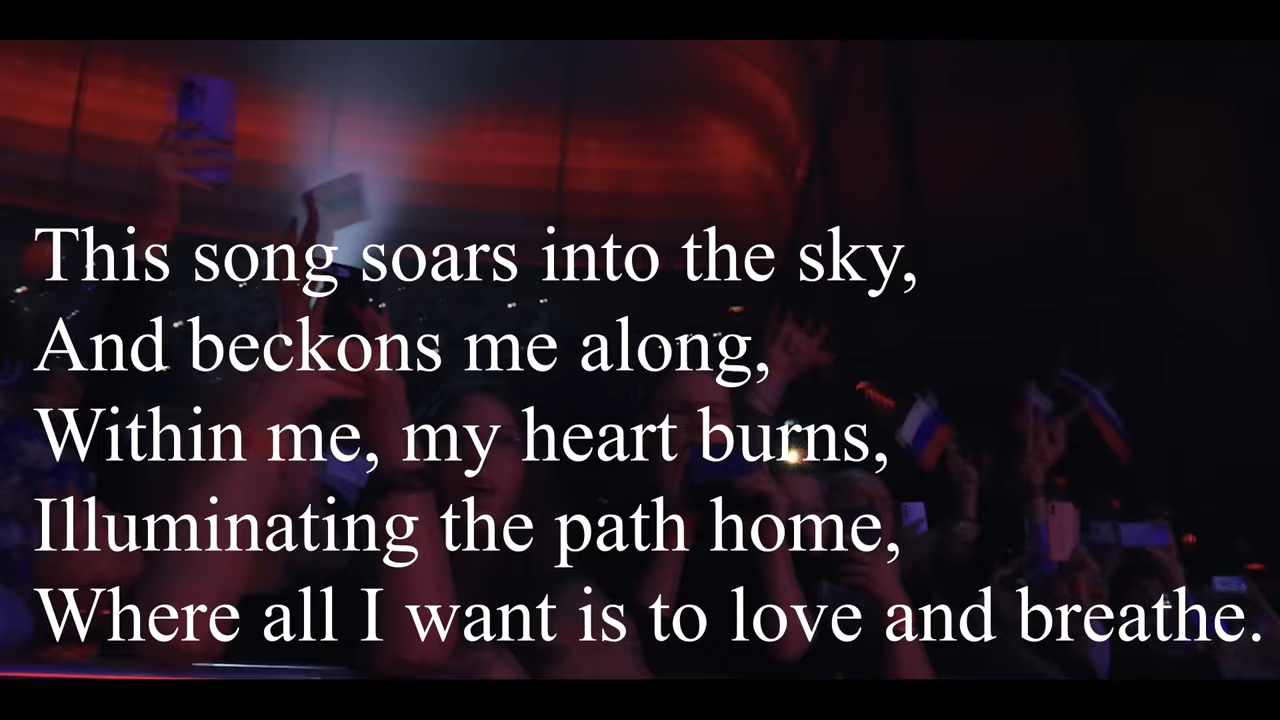 This song soars into the sky,
And beckons me along,
Within me, my heart burns,
Illuminating the path home,
Where all I want is to love and breathe.